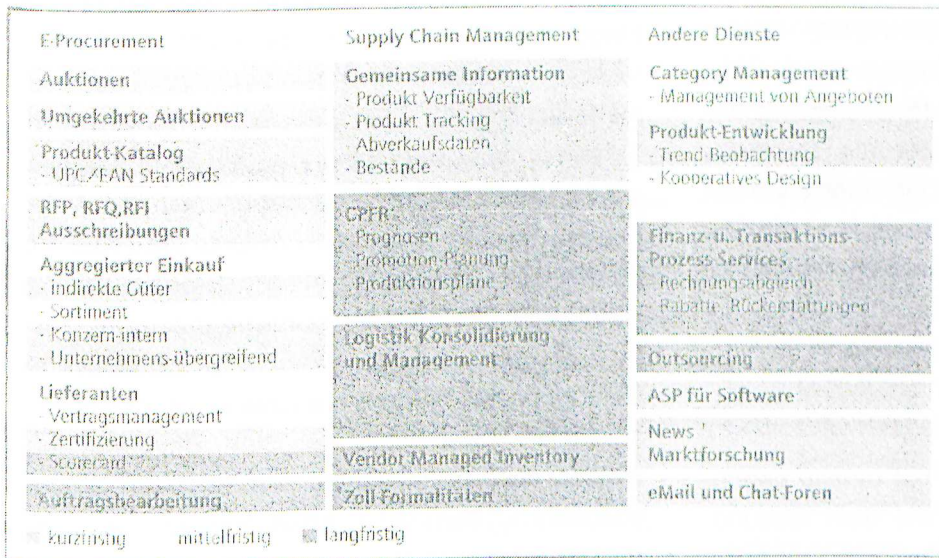 E-Procurement
Auktionen
Umgekehrte Auktionen
Produkt-Katalog
- UPC/EAN Standards
RFP, RFQ,RFI
Ausschreibungen
Aggregierter Einkauf
- indirekte Güter
- Sortiment
- Konzern-intern
- Unternehmens-übergreifend
Lieferanten
- Vertragsmanagement
- Zertifizierung
- Scorecard
Auftragsbearbeitung
Supply Chain Management
Gemeinsame Information
- Produkt Verfügbarkeit
- Produkt Tracking
Abverkaufsdaten
- Bestände
CPFR
- Prognosen
- Promotion-Planung
- Produktionspläne
Logistik Konsolidierung
und Management
Vendor Managed Inventory
Zoll-Formalitäten
Andere Dienste
Category Management
- Management von Angeboten
Produkt-Entwicklung
- Trend-Beobachtung
- Kooperatives Design
Finanz- u. Transaktions-
Prozess Services
- Rechnungsabgleich
- Rabatte, Rückerstattungen
Outsourcing
ASP für Software
News
Marktforschung
eMail und Chat-Foren
kurzfristig mittelfristig langfristig